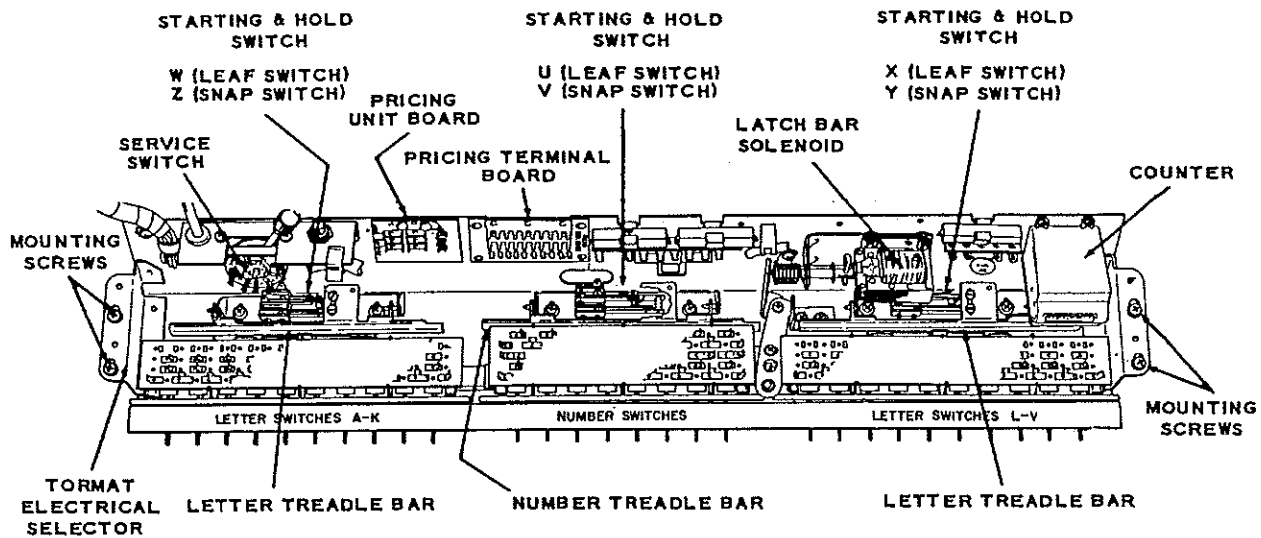 STARTING & HOLD
SWITCH
W (LEAF SWITCH)
Z (SNAP SWITCH)
STARTING & HOLD
SWITCH
U (LEAF SWITCH)
V (SNAP SWITCH)
STARTING & HOLD
SWITCH
X (LEAF SWITCH)
Y (SNAP SWITCH)
PRICING
UNIT BOARD
LATCH BAR
SOLENOID
SERVICE
SWITCH
PRICING TERMINAL
BOARD
COUNTER
MOUNTING
SCREWS
LETTER SWITCHES A-K
NUMBER SWITCHES
LETTER SWITCHES L-V
MOUNTING
SCREWS
TORMAT
ELECTRICAL
SELECTOR
LETTER TREADLE BAR
NUMBER TREADLE BAR
LETTER TREADLE BAR